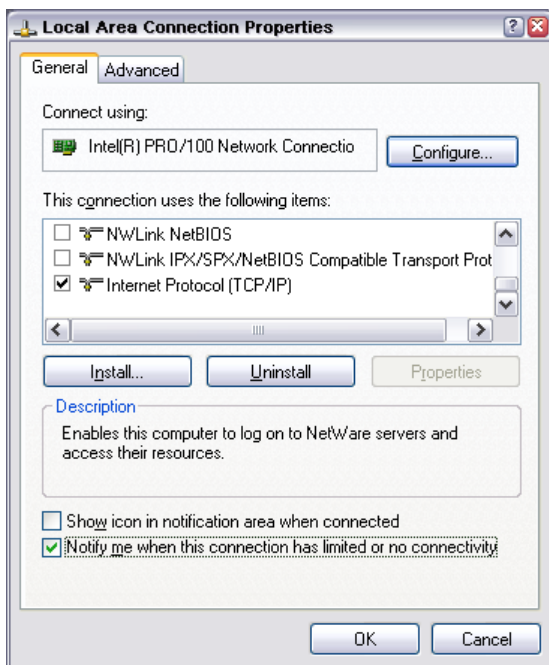 Local Area Connection Properties
General Advanced
Connect using:
Intel(R) PRO/100 Network Connectio
Configure...
This connection uses the following items:
NWLink NetBIOS
NWLink IPX/SPX/NetBIOS Compatible Transport Prot
Internet Protocol (TCP/IP)
Install... Uninstall Properties
Description
Enables this computer to log on to NetWare servers and
access their resources.
Show icon in notification area when connected
Notify me when this connection has limited or no connectivity
OK Cancel